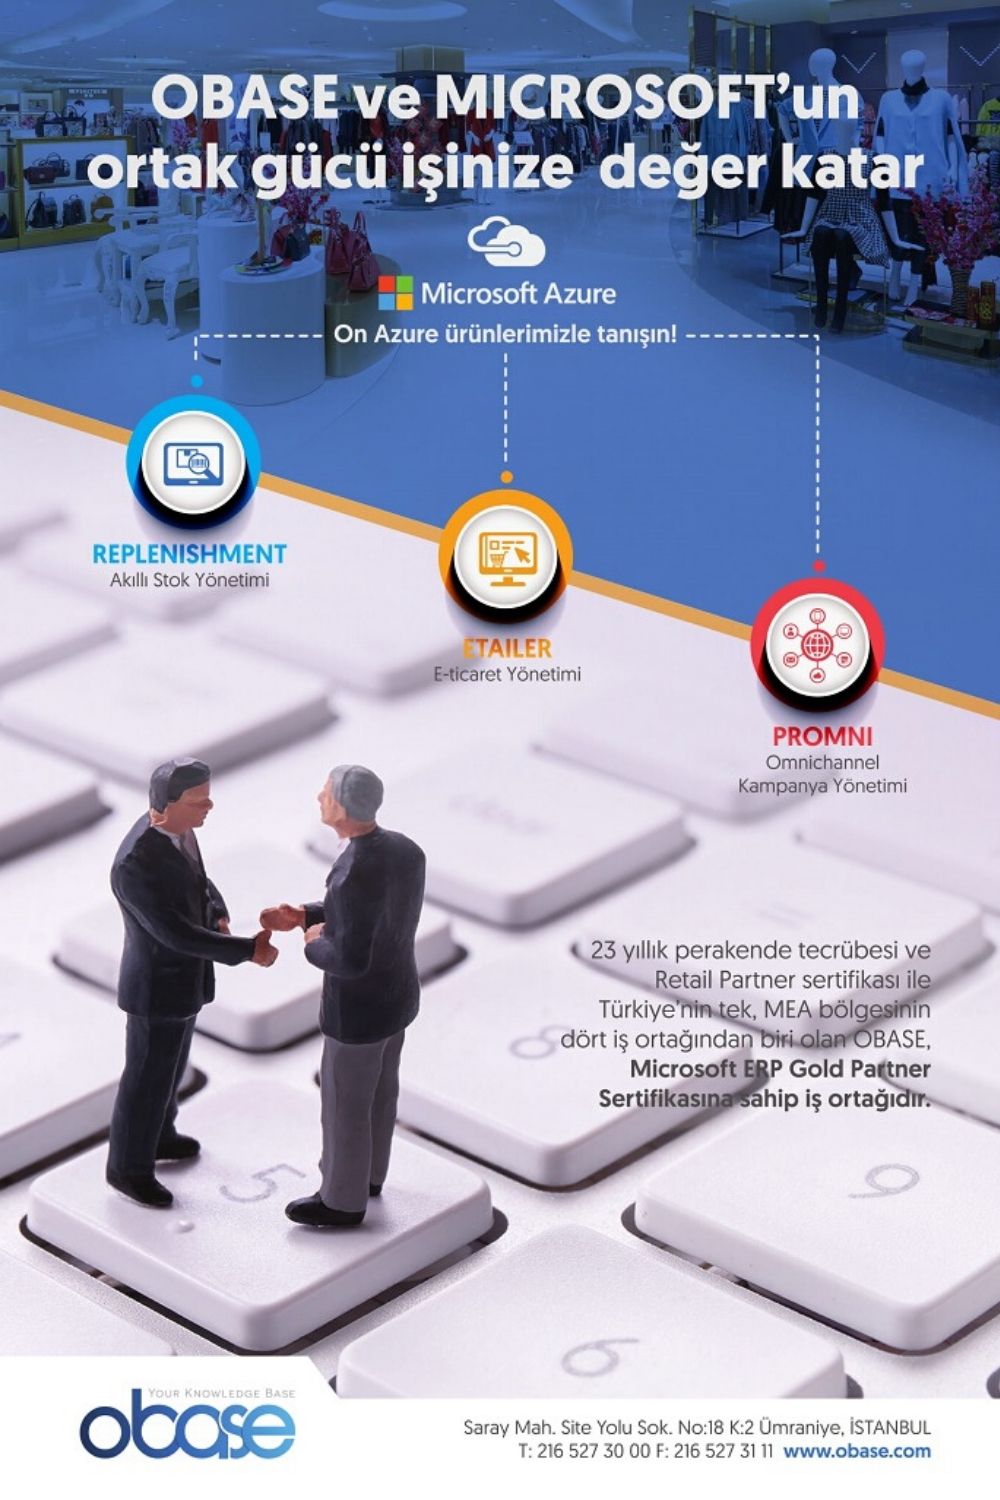 OBASE ve MICROSOFT'un
ortak gücü işinize değer katar
Microsoft Azure
On Azure ürünlerimizle tanışın!
REPLENISHMENT
Akıllı Stok Yönetimi
ETAILER
E-ticaret Yönetimi
PROMNI
Omnichannel
Kampanya Yönetimi
23 yıllık perakende tecrübesi ve
Retail Partner sertifikası ile
Türkiye'nin tek, MEA bölgesinin
dört iş ortağından biri olan OBASE,
Microsoft ERP Gold Partner
Sertifikasına sahip iş ortağıdır.
8
5
9
6
YOUR KNOWLEDGE BASE
obase
Saray Mah. Site Yolu Sok. No:18 K:2 Ümraniye, İSTANBUL
T: 216 527 30 00 F: 216 527 31 11 www.obase.com